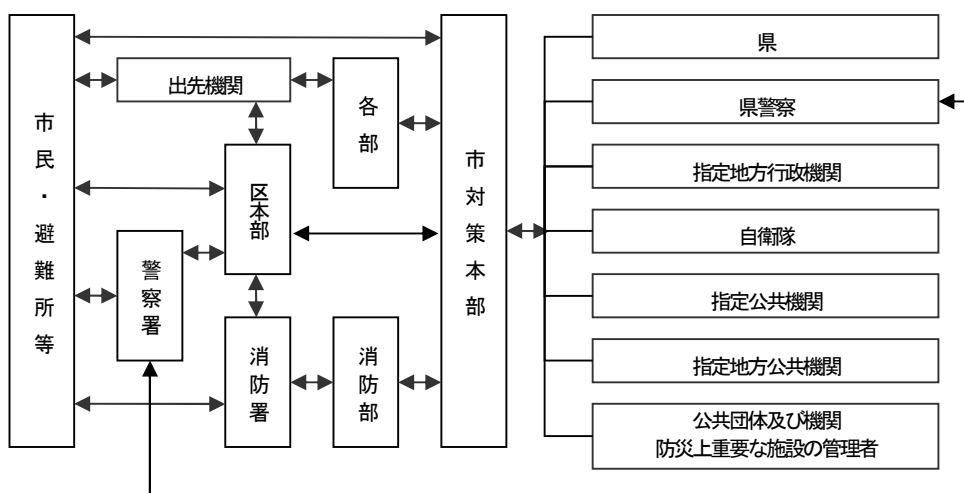 市民・避難所等
出先機関
各部
区本部
警察署
消防署
消防部
市対策本部
県
県警察
指定地方行政機関
自衛隊
指定公共機関
指定地方公共機関
公共団体及び機関
防災上重要な施設の管理者